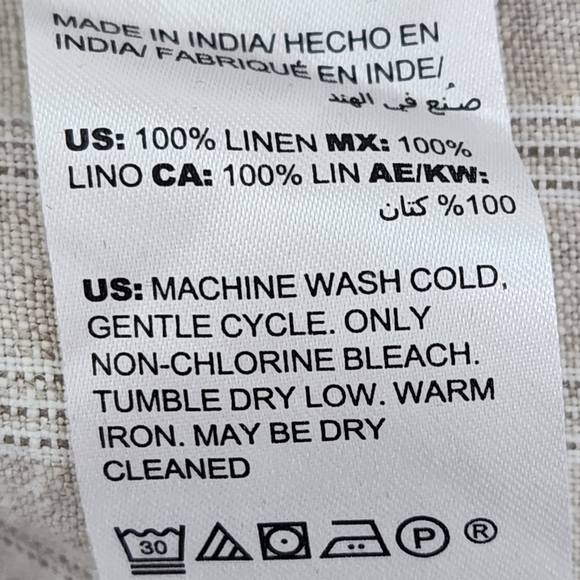 MADE IN INDIA/ HECHO EN
INDIA/ FABRIQUÉ EN INDE/
صُنع في الهند
US: 100% LINEN MX: 100%
LINO CA: 100% LIN AE/KW:
100% كتان
US: MACHINE WASH COLD,
GENTLE CYCLE. ONLY
NON-CHLORINE BLEACH.
TUMBLE DRY LOW. WARM
IRON. MAY BE DRY
CLEANED
30 P ®